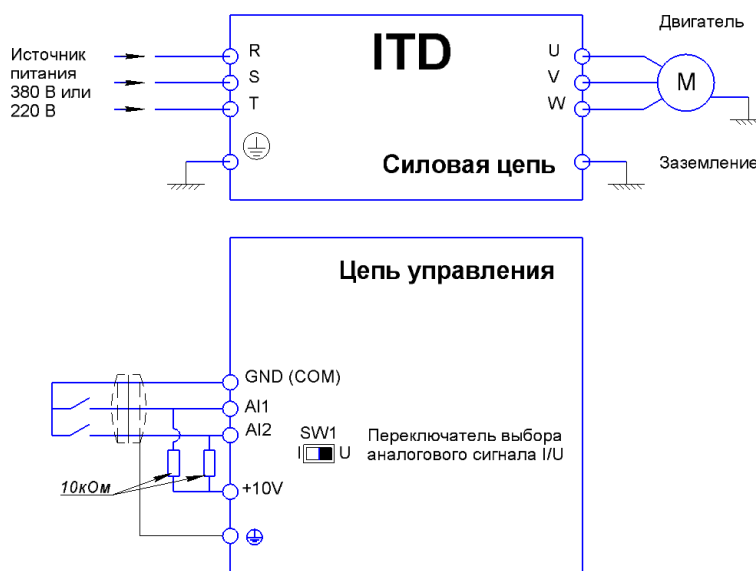 Двигатель
Источник
питания
380 В или
220 В
R
S
T
ITD
U
V
W
M
Силовая цепь
Заземление
Цепь управления
GND (COM)
AI1
AI2
SW1
I U
Переключатель выбора
аналогового сигнала I/U
10кОм
+10V